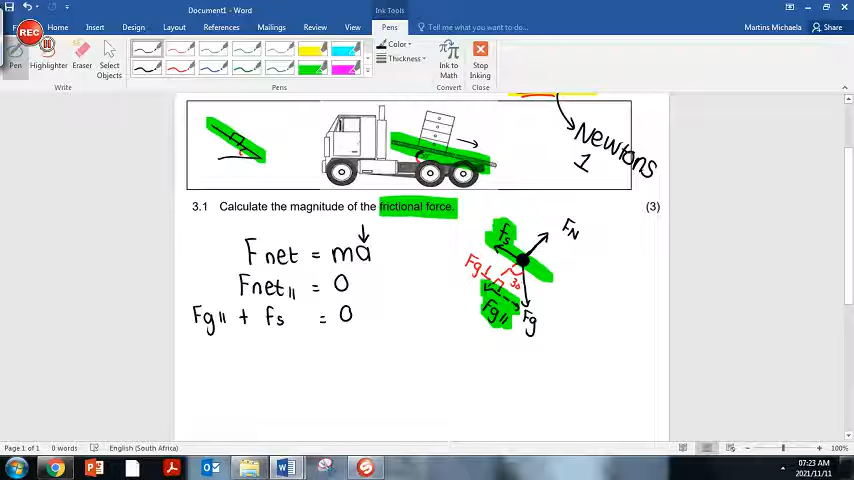 Document1 - Word
Ink Tools
REC
Home
Insert
Design
Layout
References
Mailings
Review
View
Pens
Tell me what you want to do...
Martins Michaela
Share
Pen
Highlighter
Select
Objects
Color
Thickness
Ink to
Math
Stop
Inking
Write
Pens
Convert
Close
Newtons
1
3.1 Calculate the magnitude of the frictional force. (3)
Fnet = ma
Fnet∥ = 0
Fg∥ + fs = 0
fs
FN
Fg⊥
30
Fg∥
Fg
Page 1 of 1
0 words
English (South Africa)
100%
07:23 AM
2021/11/11